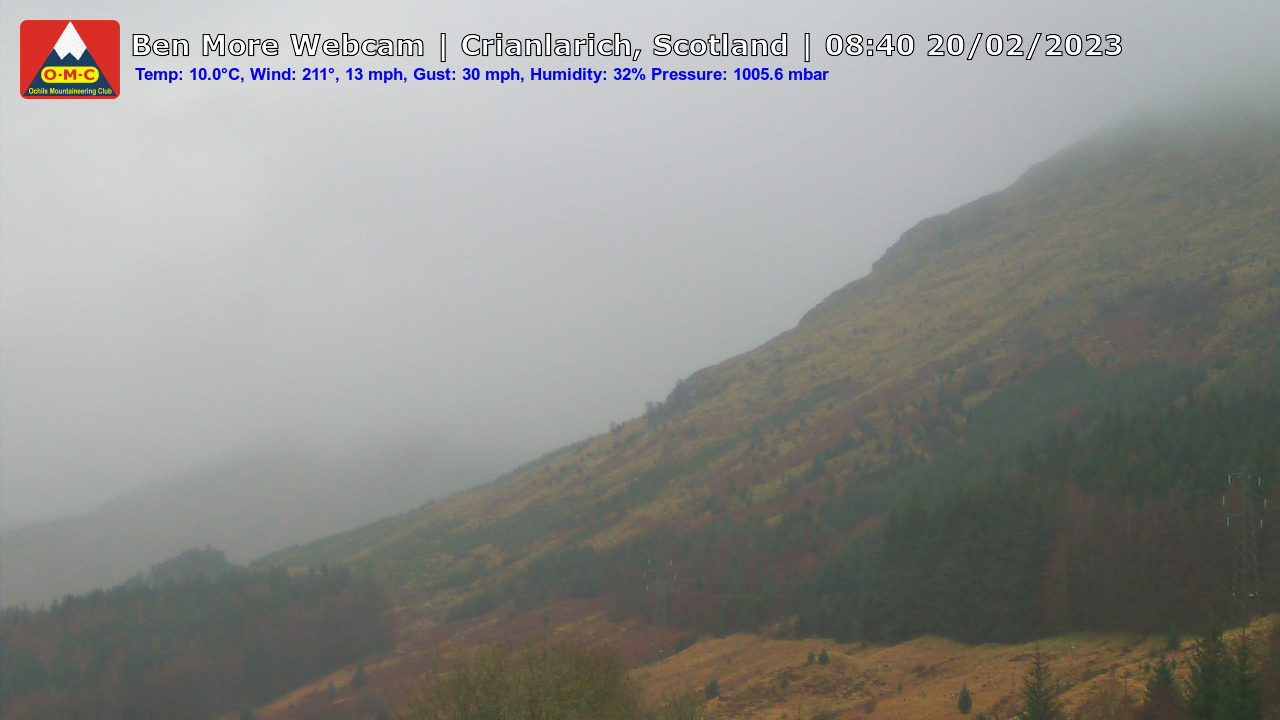 Ben More Webcam | Crianlarich, Scotland | 08:40 20/02/2023
Temp: 10.0°C, Wind: 211°, 13 mph, Gust: 30 mph, Humidity: 32% Pressure: 1005.6 mbar
O·M·C
Ochils Mountaineering Club